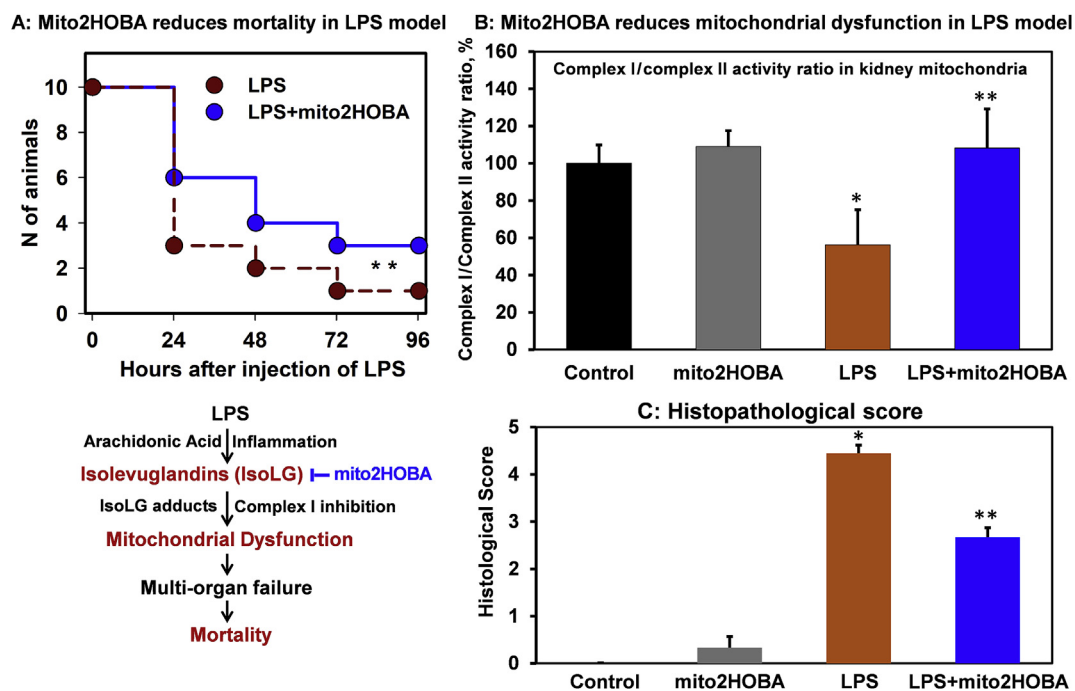 A: Mito2HOBA reduces mortality in LPS model
10
8
6
4
2
0
N of animals
LPS
LPS+mito2HOBA
* *
0 24 48 72 96
Hours after injection of LPS
LPS
Arachidonic Acid Inflammation
Isolevuglandins (IsoLG) mito2HOBA
IsoLG adducts Complex I inhibition
Mitochondrial Dysfunction
Multi-organ failure
Mortality
B: Mito2HOBA reduces mitochondrial dysfunction in LPS model
Complex I/Complex II activity ratio, %
160
140
120
100
80
60
40
20
0
Complex I/complex II activity ratio in kidney mitochondria
*
**
Control mito2HOBA LPS LPS+mito2HOBA
C: Histopathological score
Histological Score
5
4
3
2
1
0
*
**
Control mito2HOBA LPS LPS+mito2HOBA